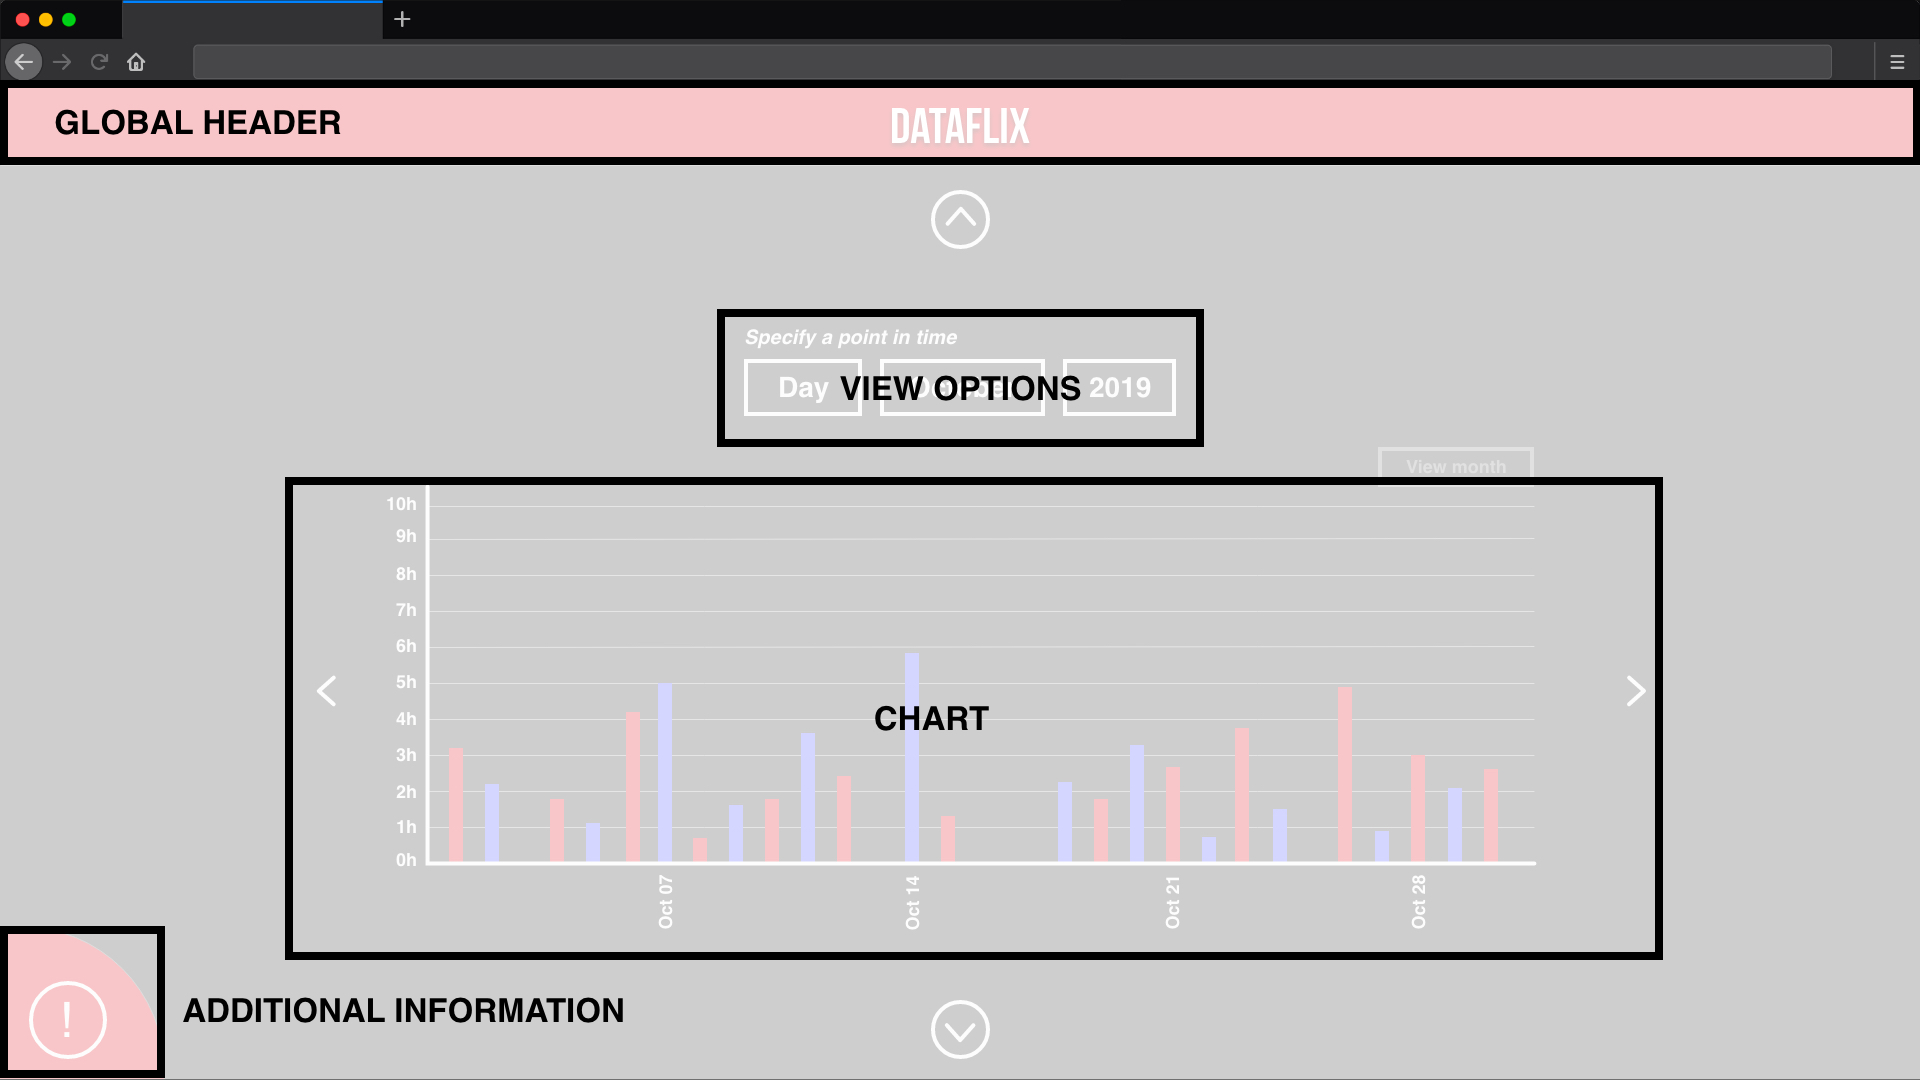 GLOBAL HEADER
DATAFLIX
Specify a point in time
Day
VIEW OPTIONS
2019
View month
10h
9h
8h
7h
6h
5h
4h
3h
2h
1h
0h
CHART
Oct 07
Oct 14
Oct 21
Oct 28
!
ADDITIONAL INFORMATION